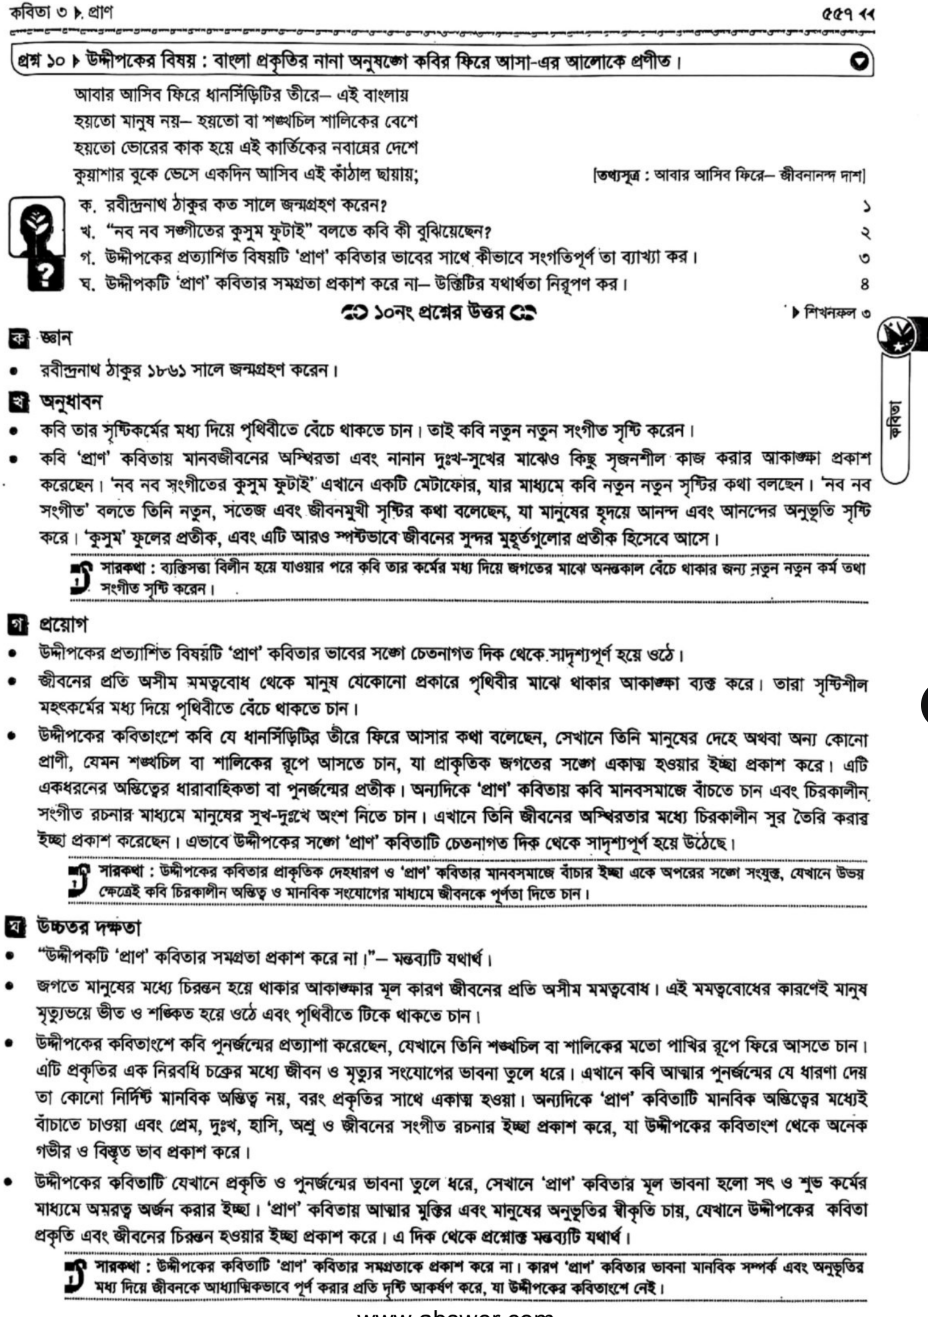 কবিতা ৩ ▶ প্রাণ ৫৫৭ ◀◀
প্রশ্ন ১০ ▶ উদ্দীপকের বিষয় : বাংলা প্রকৃতির নানা অনুষঙ্গে কবির ফিরে আসা-এর আলোকে প্রণীত।
আবার আসিব ফিরে ধানসিঁড়িটির তীরে– এই বাংলায়
হয়তো মানুষ নয়– হয়তো বা শঙ্খচিল শালিকের বেশে
হয়তো ভোরের কাক হয়ে এই কার্তিকের নবান্নের দেশে
কুয়াশার বুকে ভেসে একদিন আসিব এই কাঁঠাল ছায়ায়; [তথ্যসূত্র : আবার আসিব ফিরে– জীবনানন্দ দাশ]
ক. রবীন্দ্রনাথ ঠাকুর কত সালে জন্মগ্রহণ করেন? ১
খ. “নব নব সঙ্গীতের কুসুম ফুটাই” বলতে কবি কী বুঝিয়েছেন? ২
গ. উদ্দীপকের প্রত্যাশিত বিষয়টি ‘প্রাণ’ কবিতার ভাবের সাথে কীভাবে সংগতিপূর্ণ তা ব্যাখ্যা কর। ৩
ঘ. উদ্দীপকটি ‘প্রাণ’ কবিতার সমগ্রতা প্রকাশ করে না– উক্তিটির যথার্থতা নিরূপণ কর। ৪
১০নং প্রশ্নের উত্তর ▶ শিখনফল ৩
ক জ্ঞান
• রবীন্দ্রনাথ ঠাকুর ১৮৬১ সালে জন্মগ্রহণ করেন।
খ অনুধাবন
• কবি তার সৃষ্টিকর্মের মধ্য দিয়ে পৃথিবীতে বেঁচে থাকতে চান। তাই কবি নতুন নতুন সংগীত সৃষ্টি করেন।
• কবি ‘প্রাণ’ কবিতায় মানবজীবনের অস্থিরতা এবং নানান দুঃখ-সুখের মাঝেও কিছু সৃজনশীল কাজ করার আকাঙ্ক্ষা প্রকাশ
করেছেন। ‘নব নব সংগীতের কুসুম ফুটাই’ এখানে একটি মেটাফোর, যার মাধ্যমে কবি নতুন নতুন সৃষ্টির কথা বলছেন। ‘নব নব
সংগীত’ বলতে তিনি নতুন, সতেজ এবং জীবনমুখী সৃষ্টির কথা বলেছেন, যা মানুষের হৃদয়ে আনন্দ এবং আনন্দের অনুভূতি সৃষ্টি
করে। ‘কুসুম’ ফুলের প্রতীক, এবং এটি আরও স্পষ্টভাবে জীবনের সুন্দর মুহূর্তগুলোর প্রতীক হিসেবে আসে।
সারকথা : ব্যক্তিসত্তা বিলীন হয়ে যাওয়ার পরে কবি তার কর্মের মধ্য দিয়ে জগতের মাঝে অনন্তকাল বেঁচে থাকার জন্য নতুন নতুন কর্ম তথা
সংগীত সৃষ্টি করেন।
গ প্রয়োগ
• উদ্দীপকের প্রত্যাশিত বিষয়টি ‘প্রাণ’ কবিতার ভাবের সঙ্গে চেতনাগত দিক থেকে সাদৃশ্যপূর্ণ হয়ে ওঠে।
• জীবনের প্রতি অসীম মমত্ববোধ থেকে মানুষ যেকোনো প্রকারে পৃথিবীর মাঝে থাকার আকাঙ্ক্ষা ব্যক্ত করে। তারা সৃষ্টিশীল
মহৎকর্মের মধ্য দিয়ে পৃথিবীতে বেঁচে থাকতে চান।
• উদ্দীপকের কবিতাংশে কবি যে ধানসিঁড়িটির তীরে ফিরে আসার কথা বলেছেন, সেখানে তিনি মানুষের দেহে অথবা অন্য কোনো
প্রাণী, যেমন শঙ্খচিল বা শালিকের রূপে আসতে চান, যা প্রাকৃতিক জগতের সঙ্গে একাত্ম হওয়ার ইচ্ছা প্রকাশ করে। এটি
একধরনের অস্তিত্বের ধারাবাহিকতা বা পুনর্জন্মের প্রতীক। অন্যদিকে ‘প্রাণ’ কবিতায় কবি মানবসমাজে বাঁচতে চান এবং চিরকালীন
সংগীত রচনার মাধ্যমে মানুষের সুখ-দুঃখে অংশ নিতে চান। এখানে তিনি জীবনের অস্থিরতার মধ্যে চিরকালীন সুর তৈরি করার
ইচ্ছা প্রকাশ করেছেন। এভাবে উদ্দীপকের সঙ্গে ‘প্রাণ’ কবিতাটি চেতনাগত দিক থেকে সাদৃশ্যপূর্ণ হয়ে উঠেছে।
সারকথা : উদ্দীপকের কবিতার প্রাকৃতিক দেহধারণ ও ‘প্রাণ’ কবিতার মানবসমাজে বাঁচার ইচ্ছা একে অপরের সঙ্গে সংযুক্ত, যেখানে উভয়
ক্ষেত্রেই কবি চিরকালীন অস্তিত্ব ও মানবিক সংযোগের মাধ্যমে জীবনকে পূর্ণতা দিতে চান।
ঘ উচ্চতর দক্ষতা
• “উদ্দীপকটি ‘প্রাণ’ কবিতার সমগ্রতা প্রকাশ করে না।”– মন্তব্যটি যথার্থ।
• জগতে মানুষের মধ্যে চিরন্তন হয়ে থাকার আকাঙ্ক্ষার মূল কারণ জীবনের প্রতি অসীম মমত্ববোধ। এই মমত্ববোধের কারণেই মানুষ
মৃত্যুভয়ে ভীত ও শঙ্কিত হয়ে ওঠে এবং পৃথিবীতে টিকে থাকতে চান।
• উদ্দীপকের কবিতাংশে কবি পুনর্জন্মের প্রত্যাশা করেছেন, যেখানে তিনি শঙ্খচিল বা শালিকের মতো পাখির রূপে ফিরে আসতে চান।
এটি প্রকৃতির এক নিরবধি চক্রের মধ্যে জীবন ও মৃত্যুর সংযোগের ভাবনা তুলে ধরে। এখানে কবি আত্মার পুনর্জন্মের যে ধারণা দেয়
তা কোনো নির্দিষ্ট মানবিক অস্তিত্ব নয়, বরং প্রকৃতির সাথে একাত্ম হওয়া। অন্যদিকে ‘প্রাণ’ কবিতাটি মানবিক অস্তিত্বের মধ্যেই
বাঁচাতে চাওয়া এবং প্রেম, দুঃখ, হাসি, অশ্রু ও জীবনের সংগীত রচনার ইচ্ছা প্রকাশ করে, যা উদ্দীপকের কবিতাংশ থেকে অনেক
গভীর ও বিস্তৃত ভাব প্রকাশ করে।
• উদ্দীপকের কবিতাটি যেখানে প্রকৃতি ও পুনর্জন্মের ভাবনা তুলে ধরে, সেখানে ‘প্রাণ’ কবিতার মূল ভাবনা হলো সৎ ও শুভ কর্মের
মাধ্যমে অমরত্ব অর্জন করার ইচ্ছা। ‘প্রাণ’ কবিতায় আত্মার মুক্তির এবং মানুষের অনুভূতির স্বীকৃতি চায়, যেখানে উদ্দীপকের কবিতা
প্রকৃতি এবং জীবনের চিরন্তন হওয়ার ইচ্ছা প্রকাশ করে। এ দিক থেকে প্রশ্নোক্ত মন্তব্যটি যথার্থ।
সারকথা : উদ্দীপকের কবিতাটি ‘প্রাণ’ কবিতার সমগ্রতাকে প্রকাশ করে না। কারণ ‘প্রাণ’ কবিতার ভাবনা মানবিক সম্পর্ক এবং অনুভূতির
মধ্য দিয়ে জীবনকে আধ্যাত্মিকভাবে পূর্ণ করার প্রতি দৃষ্টি আকর্ষণ করে, যা উদ্দীপকের কবিতাংশে নেই।
কবিতা